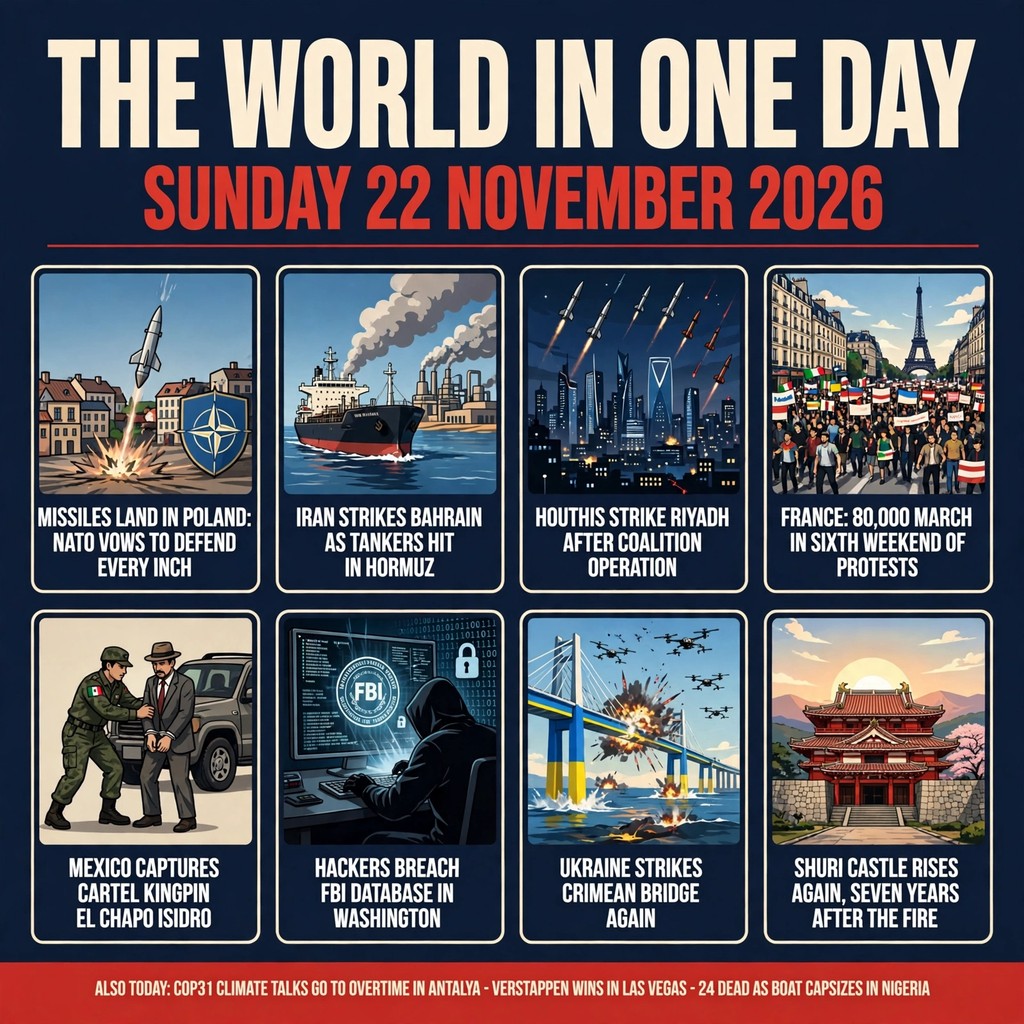 THE WORLD IN ONE DAY
SUNDAY 22 NOVEMBER 2026
MISSILES LAND IN POLAND:
NATO VOWS TO DEFEND
EVERY INCH
IRAN STRIKES BAHRAIN
AS TANKERS HIT
IN HORMUZ
HOUTHIS STRIKE RIYADH
AFTER COALITION
OPERATION
FRANCE: 80,000 MARCH
IN SIXTH WEEKEND OF
PROTESTS
FBI
MEXICO CAPTURES
CARTEL KINGPIN
EL CHAPO ISIDRO
HACKERS BREACH
FBI DATABASE IN
WASHINGTON
UKRAINE STRIKES
CRIMEAN BRIDGE
AGAIN
SHURI CASTLE RISES
AGAIN, SEVEN YEARS
AFTER THE FIRE
ALSO TODAY: COP31 CLIMATE TALKS GO TO OVERTIME IN ANTALYA - VERSTAPPEN WINS IN LAS VEGAS - 24 DEAD AS BOAT CAPSIZES IN NIGERIA